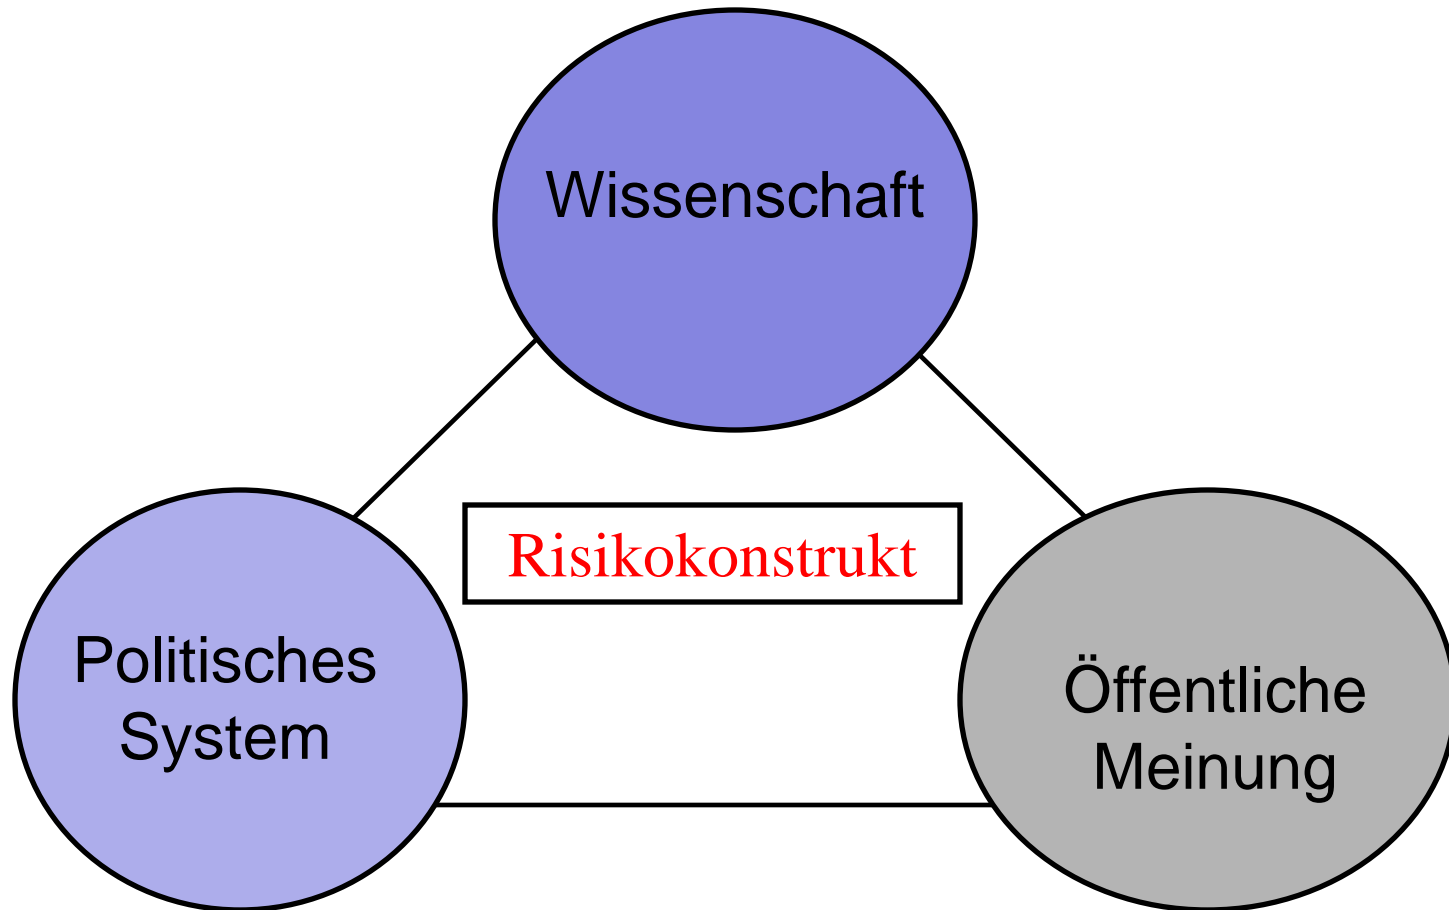 Wissenschaft
Risikokonstrukt
Politisches
System
Öffentliche
Meinung